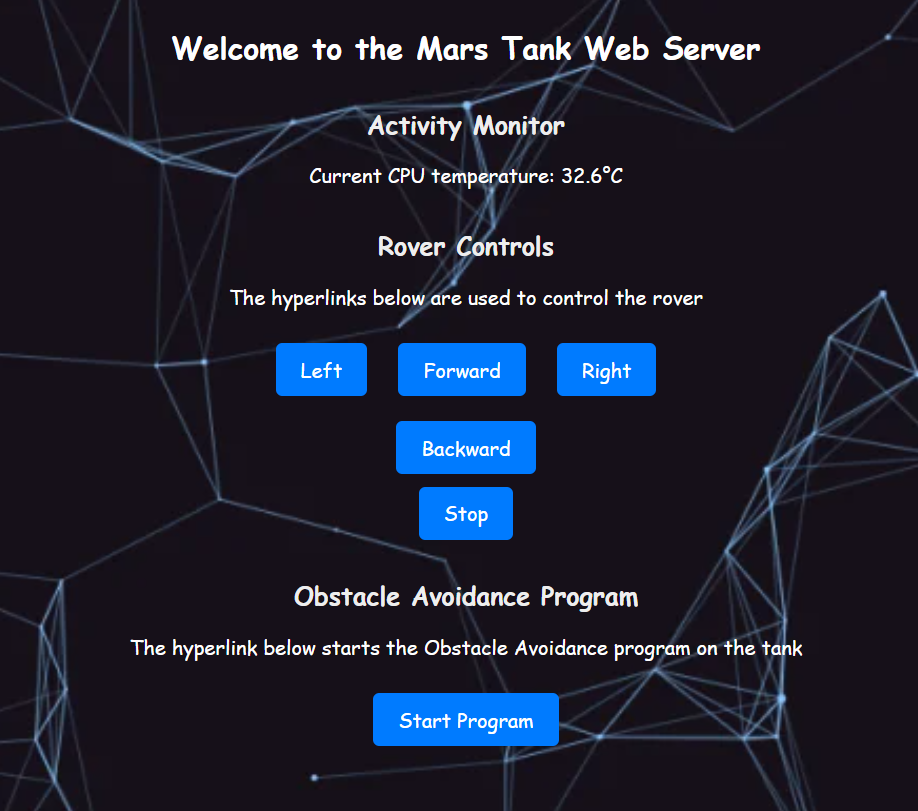 Welcome to the Mars Tank Web Server
Activity Monitor
Current CPU temperature: 32.6°C
Rover Controls
The hyperlinks below are used to control the rover
Left Forward Right
Backward
Stop
Obstacle Avoidance Program
The hyperlink below starts the Obstacle Avoidance program on the tank
Start Program